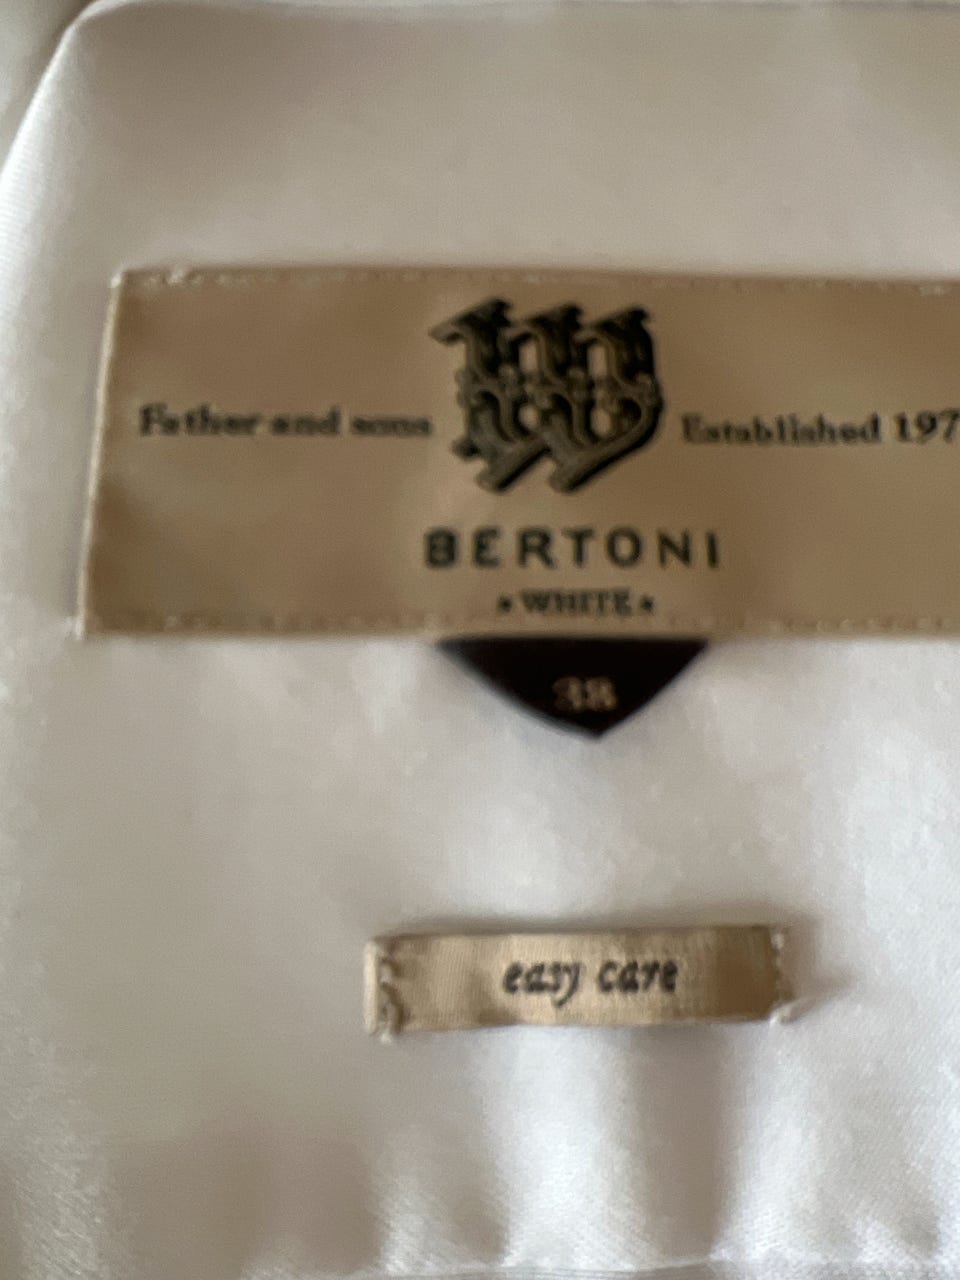 Father and sons W Established 197
BERTONI
★ WHITE ★
38
easy care